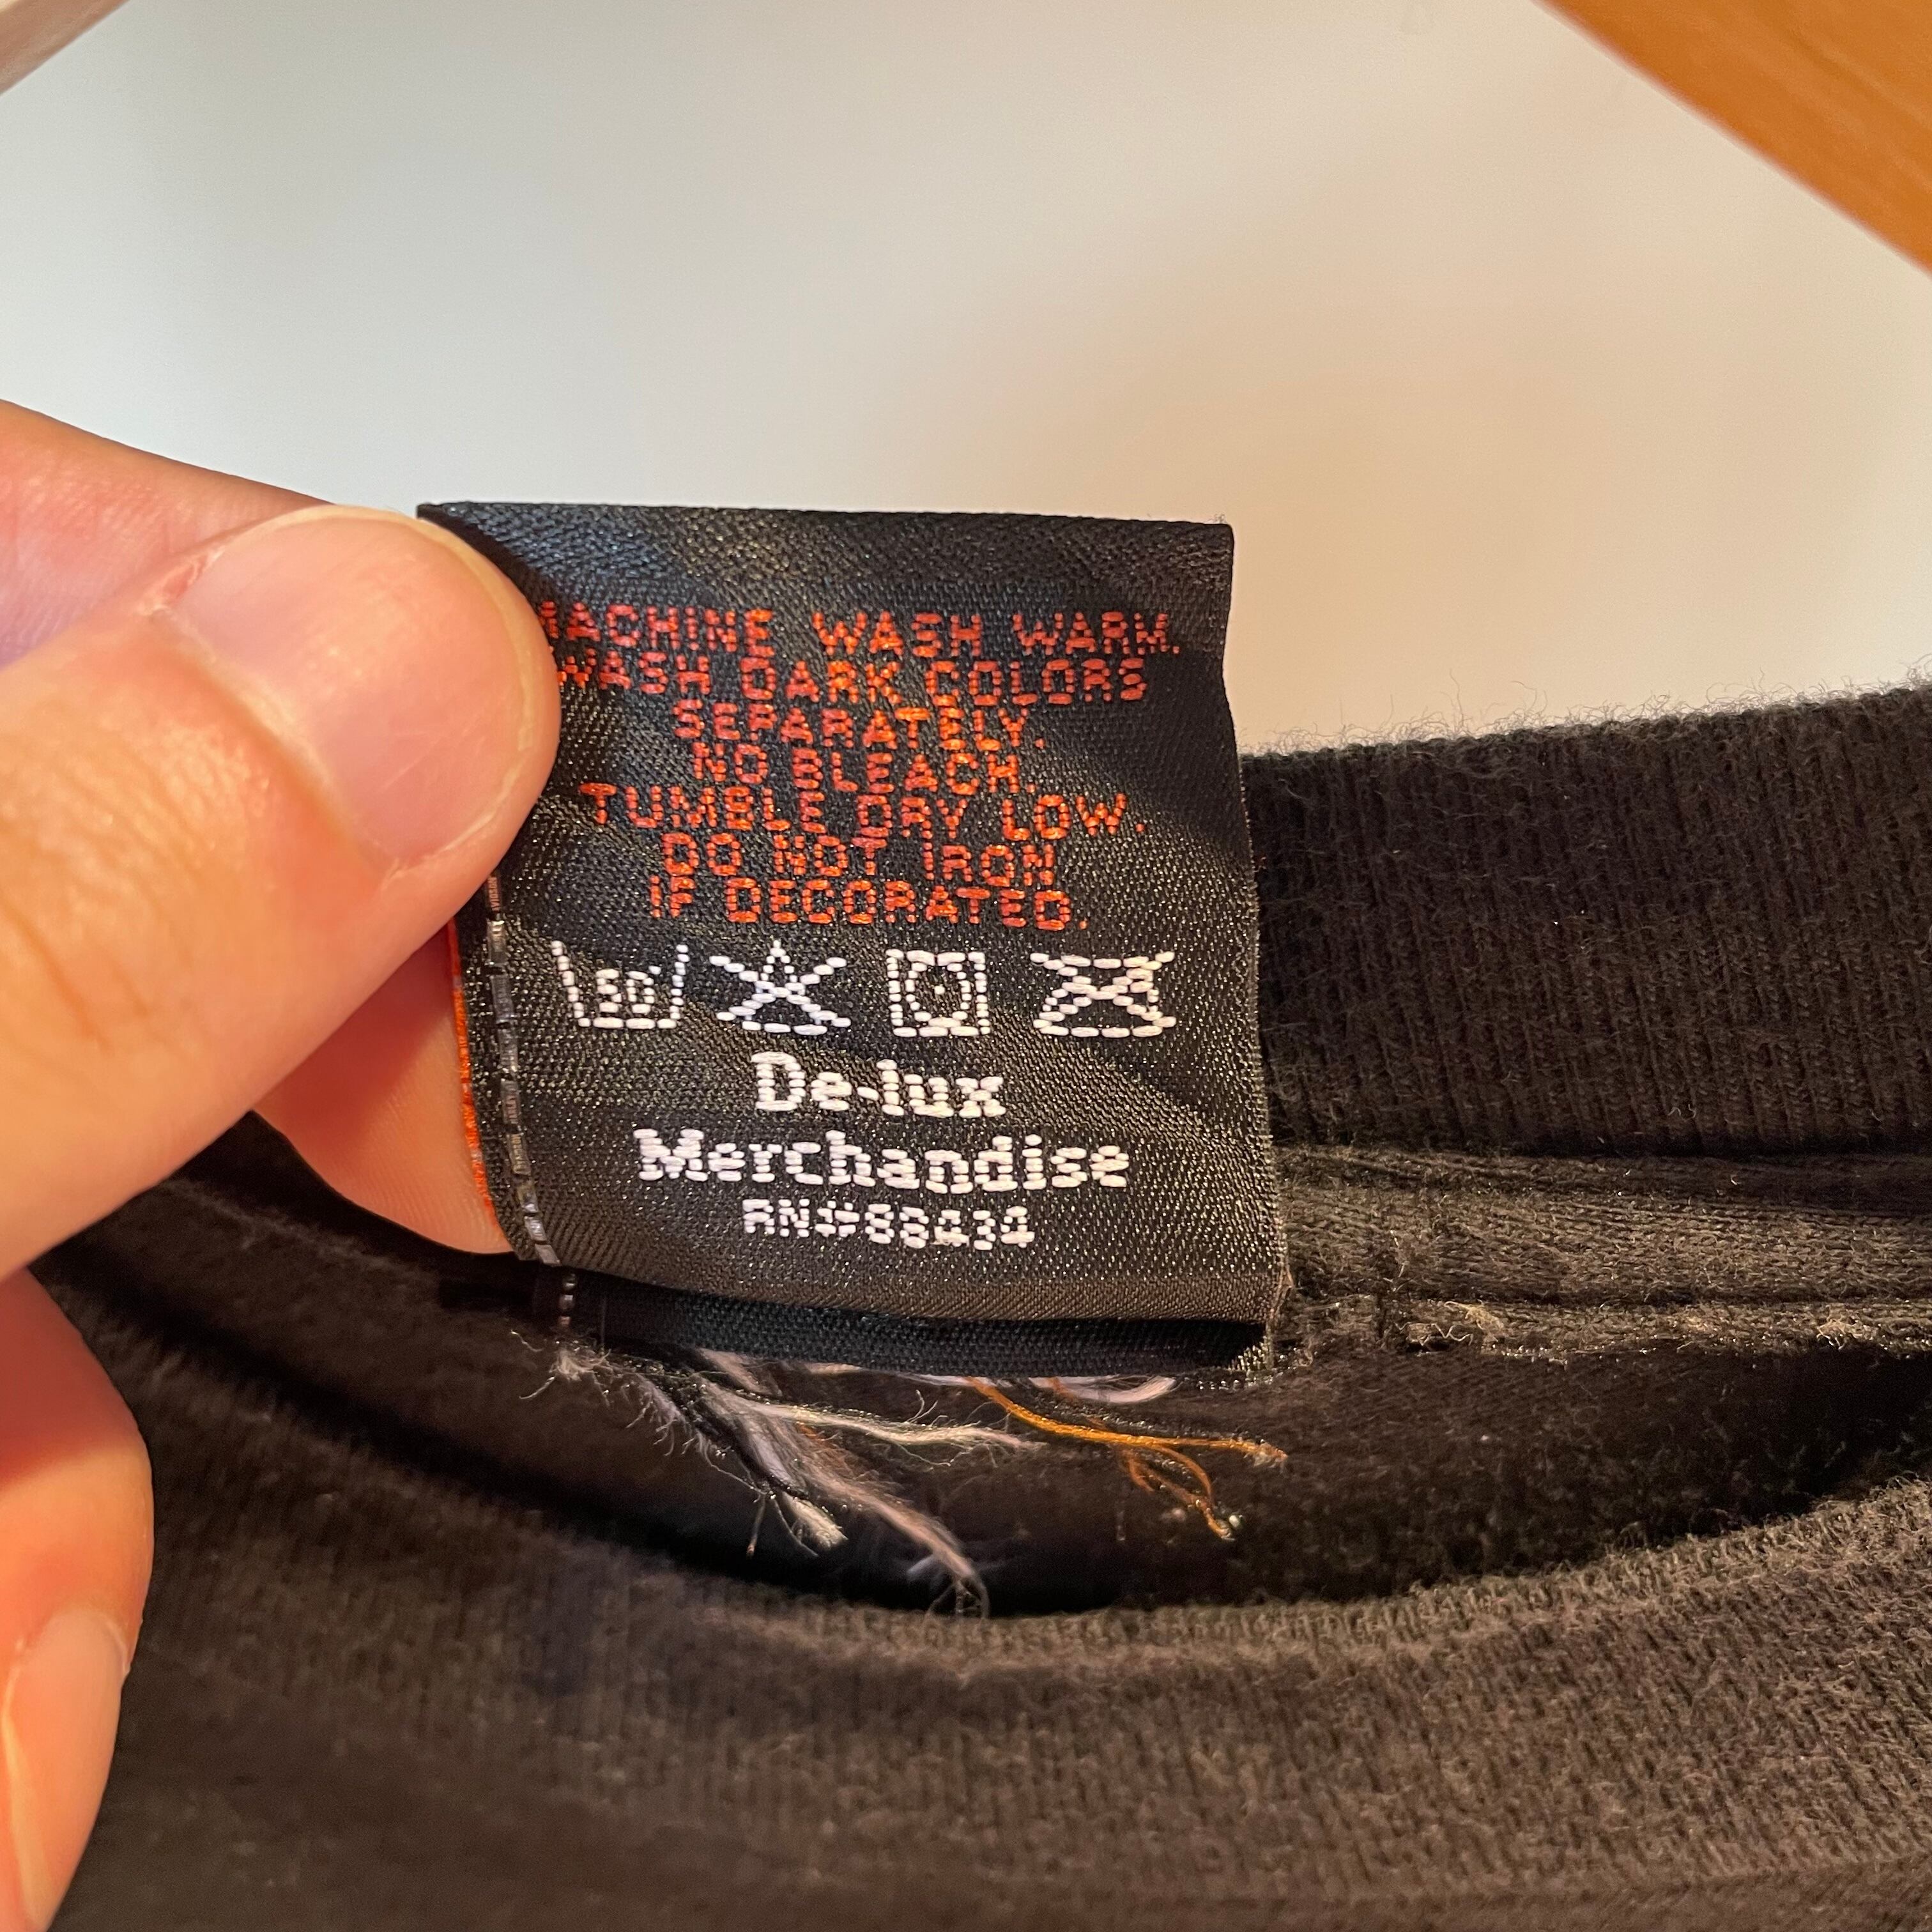 MACHINE WASH WARM.
WASH DARK COLORS
SEPARATELY.
NO BLEACH.
TUMBLE DRY LOW.
DO NOT IRON
IF DECORATED.
50°
De-lux
Merchandise
RN#88434